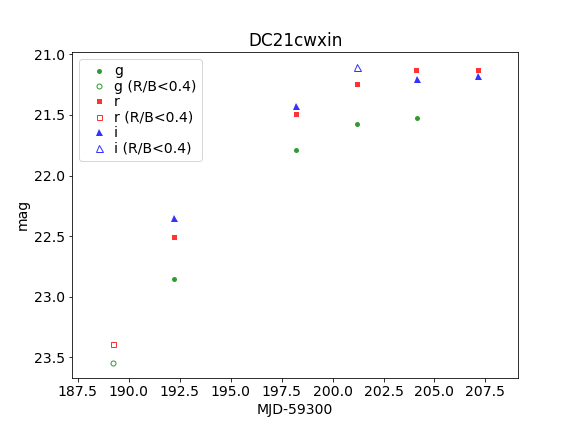 DC21cwxin
21.0
21.5
22.0
22.5
23.0
23.5
mag
g
g (R/B<0.4)
r
r (R/B<0.4)
i
i (R/B<0.4)
187.5 190.0 192.5 195.0 197.5 200.0 202.5 205.0 207.5
MJD-59300